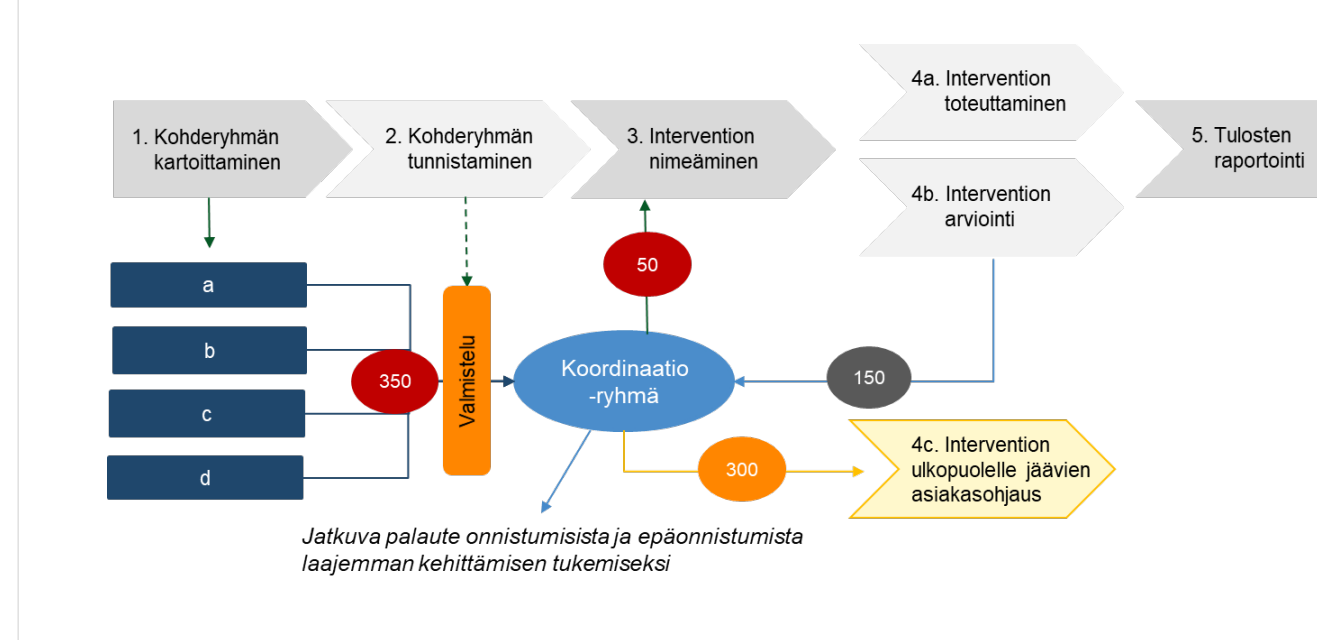 1. Kohderyhmän
kartoittaminen
2. Kohderyhmän
tunnistaminen
3. Intervention
nimeäminen
4a. Intervention
toteuttaminen
4b. Intervention
arviointi
5. Tulosten
raportointi
a
b
c
d
350
Valmistelu
50
Koordinaatio
-ryhmä
150
300
4c. Intervention
ulkopuolelle jäävien
asiakasohjaus
Jatkuva palaute onnistumisista ja epäonnistumista
laajemman kehittämisen tukemiseksi